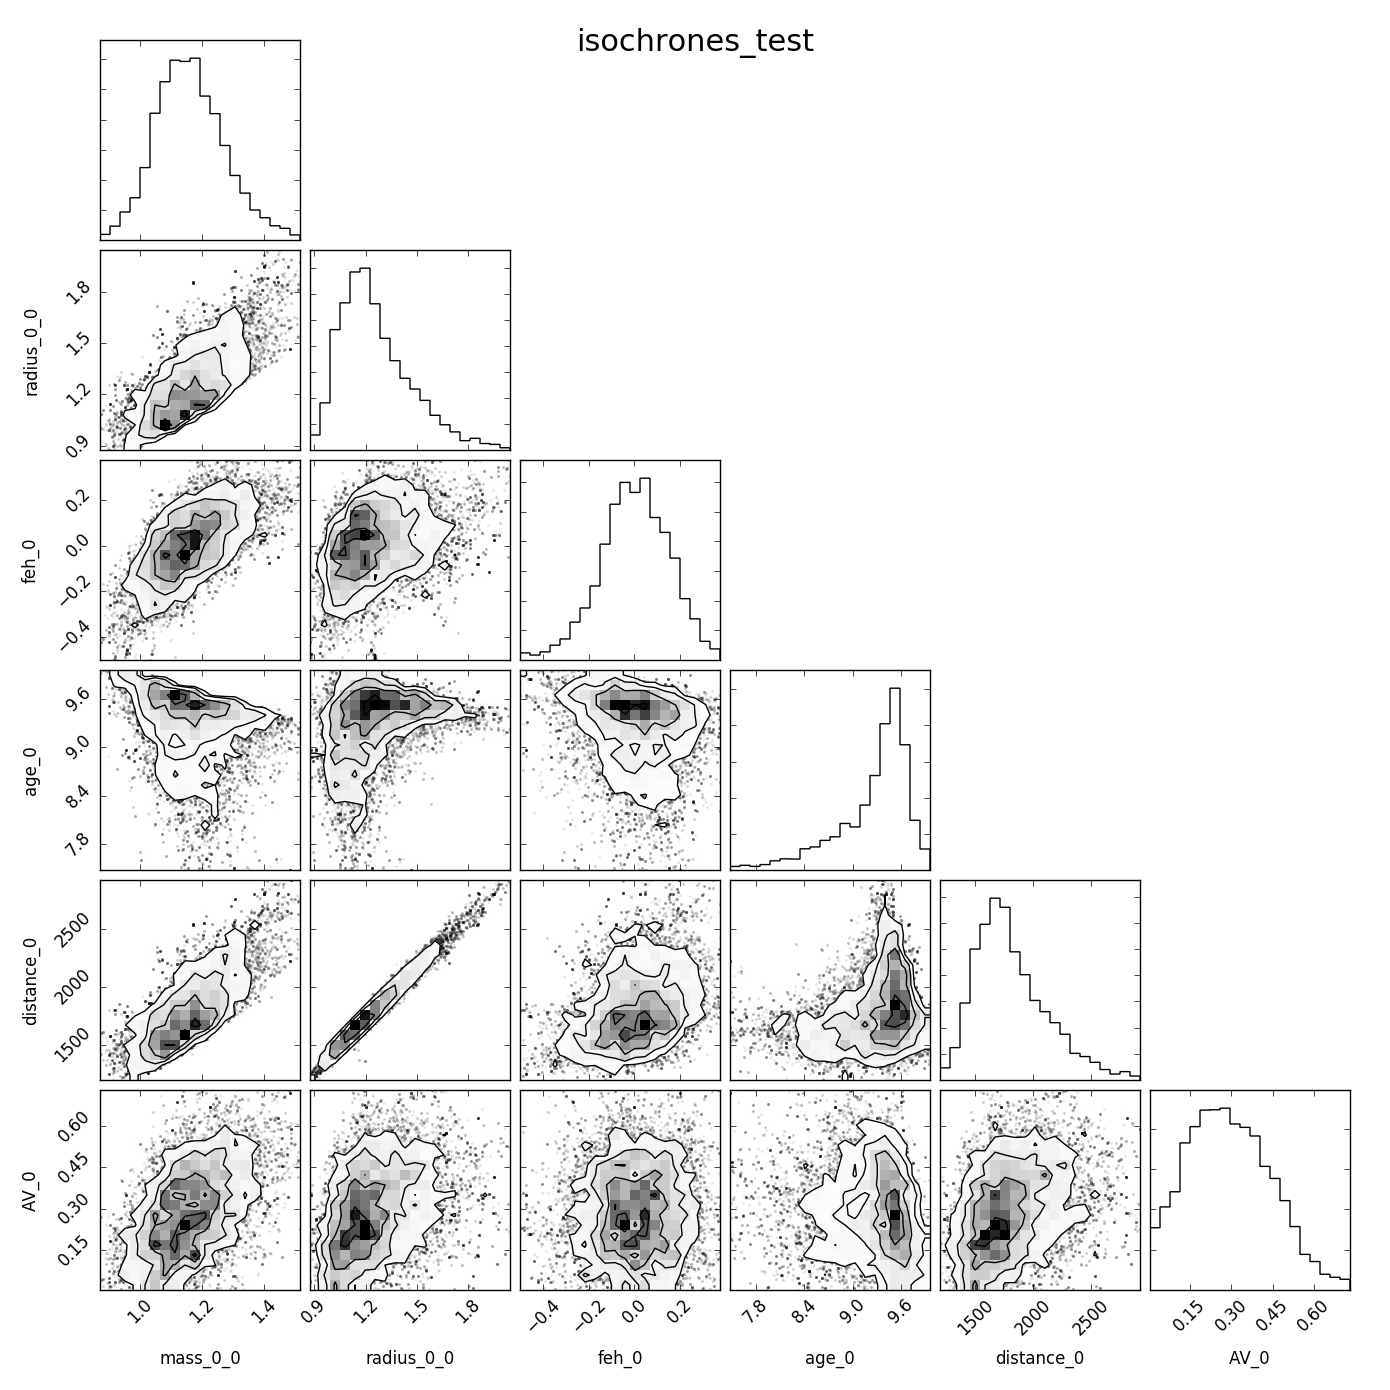 isochrones_test
radius_0_0
1.8
1.5
1.2
0.9
feh_0
0.2
0.0
−0.2
−0.4
age_0
9.6
9.0
8.4
7.8
distance_0
2500
2000
1500
AV_0
0.60
0.45
0.30
0.15
1.0 1.2 1.4 0.9 1.2 1.5 1.8 −0.4 −0.2 0.0 0.2 7.8 8.4 9.0 9.6 1500 2000 2500 0.15 0.30 0.45 0.60
mass_0_0 radius_0_0 feh_0 age_0 distance_0 AV_0